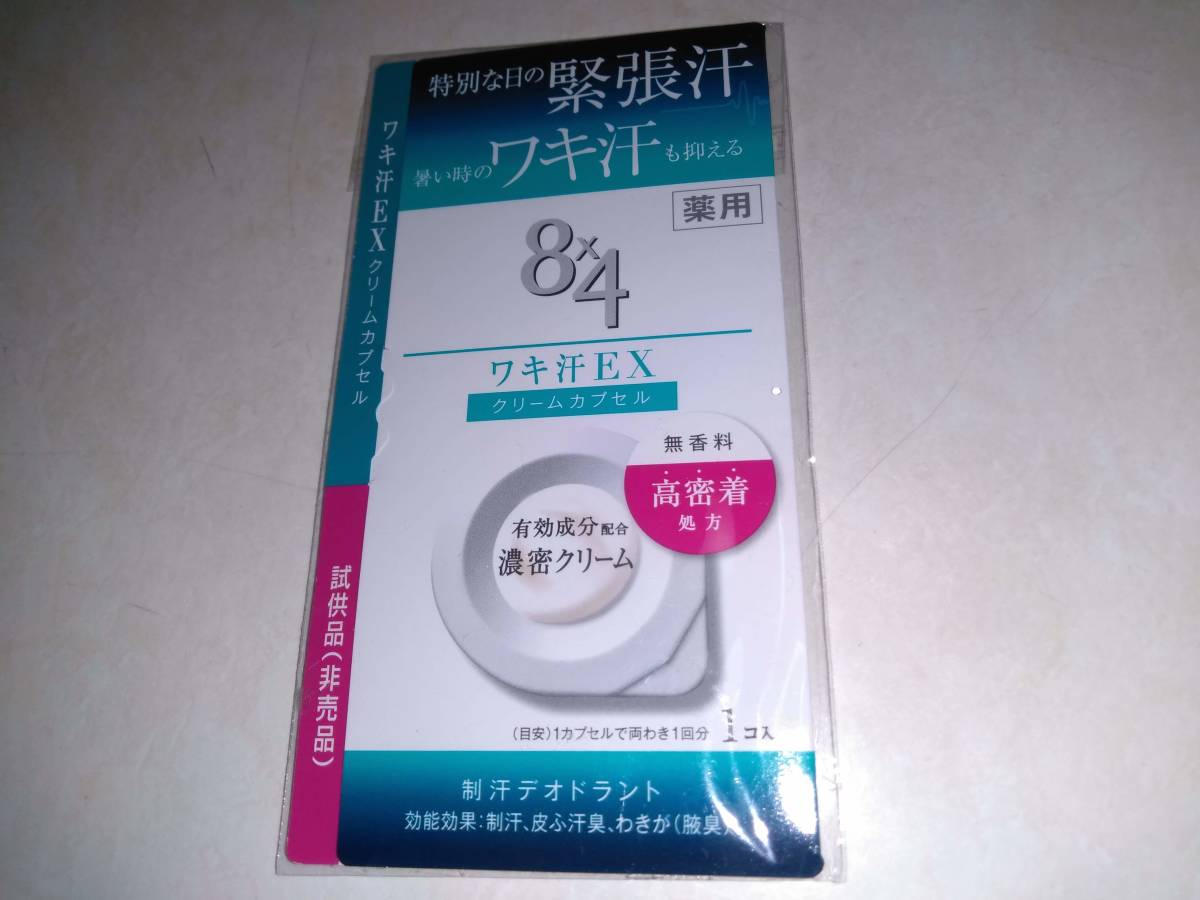 特別な日の緊張汗
暑い時のワキ汗も抑える
薬用
8x4
ワキ汗EX
クリームカプセル
無香料
高密着
処方
有効成分配合
濃密クリーム
(目安)1カプセルで両わき1回分 1コ入
制汗デオドラント
効能効果:制汗、皮ふ汗臭、わきが(腋臭)
ワキ汗EXクリームカプセル
試供品(非売品)